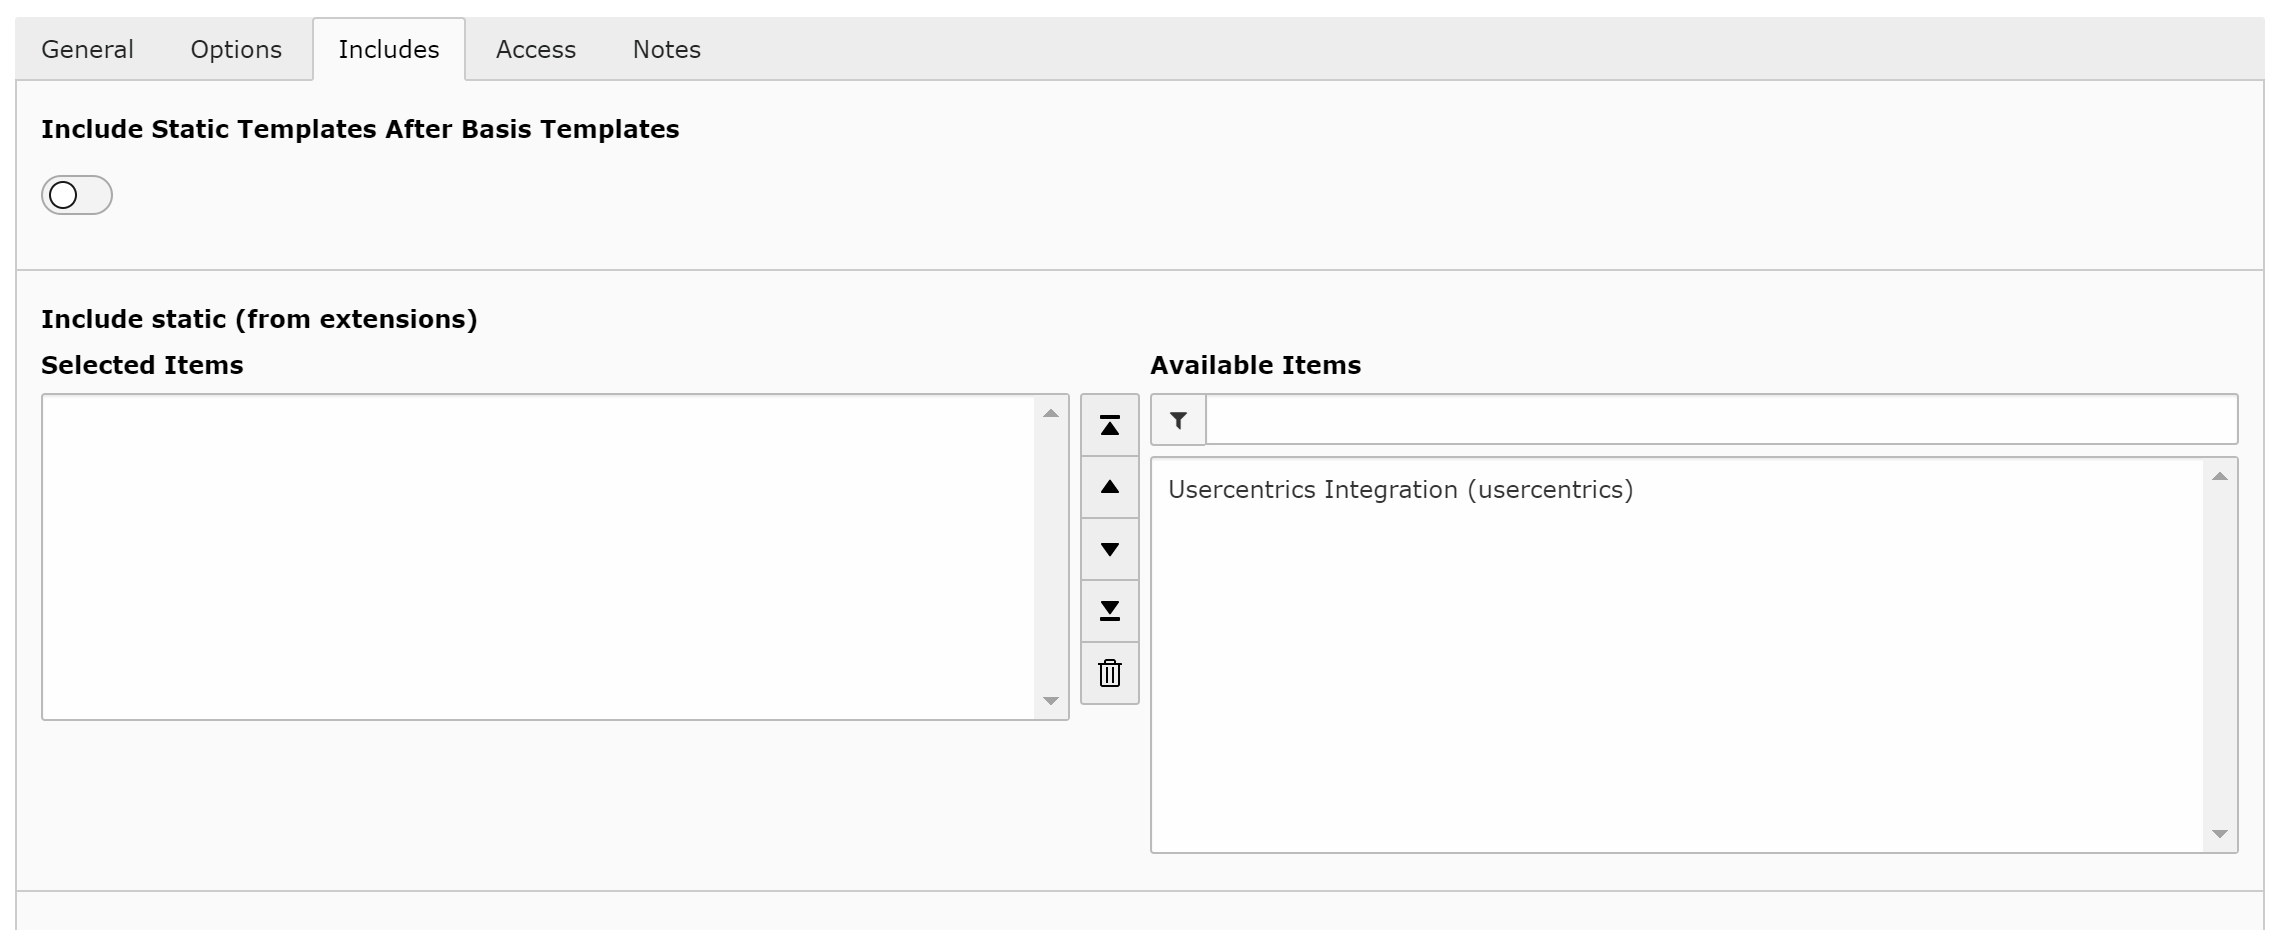 General Options Includes Access Notes
Include Static Templates After Basis Templates
Include static (from extensions)
Selected Items
Available Items
Usercentrics Integration (usercentrics)